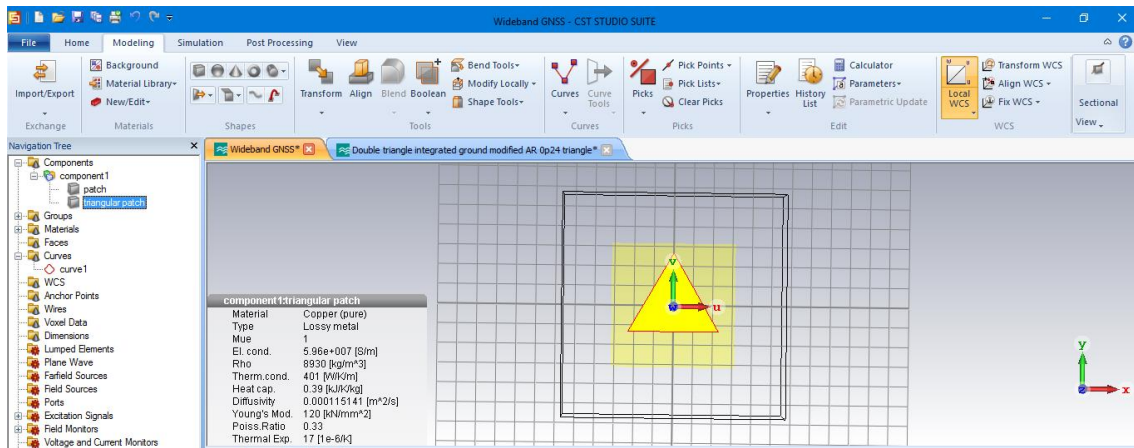 Wideband GNSS - CST STUDIO SUITE
File Home Modeling Simulation Post Processing View
Import/Export
Exchange
Background
Material Library
New/Edit
Materials
Shapes
Transform Align Blend Boolean
Bend Tools
Modify Locally
Shape Tools
Tools
Curves Curve Tools
Curves
Picks
Pick Points
Pick Lists
Clear Picks
Picks
Properties History List
Calculator
Parameters
Parametric Update
Edit
Local WCS
Transform WCS
Align WCS
Fix WCS
WCS
Sectional View
Navigation Tree
Wideband GNSS*
Double triangle integrated ground modified AR 0p24 triangle*
Components
component1
patch
triangular patch
Groups
Materials
Faces
Curves
curve1
WCS
Anchor Points
Wires
Voxel Data
Dimensions
Lumped Elements
Plane Wave
Farfield Sources
Field Sources
Ports
Excitation Signals
Field Monitors
Voltage and Current Monitors
component1:triangular patch
Material Copper (pure)
Type Lossy metal
Mue 1
El. cond. 5.96e+007 [S/m]
Rho 8930 [kg/m^3]
Therm.cond. 401 [W/K/m]
Heat cap. 0.39 [kJ/K/kg]
Diffusivity 0.000115141 [m^2/s]
Young's Mod. 120 [kN/mm^2]
Poiss.Ratio 0.33
Thermal Exp. 17 [1e-6/K]
v
w
u
y
z
x